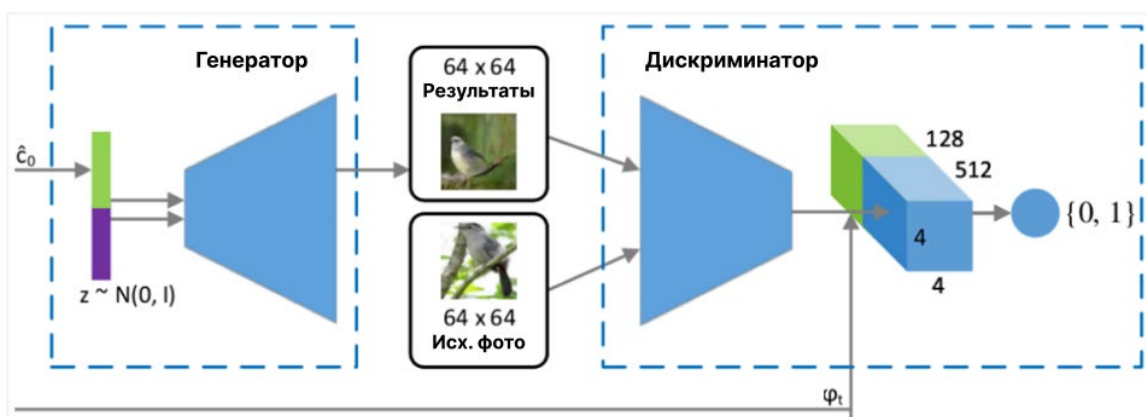 Генератор
ĉ₀
z ~ N(0, I)
64 x 64
Результаты
64 x 64
Исх. фото
Дискриминатор
128
512
4
4
{0, 1}
φₜ